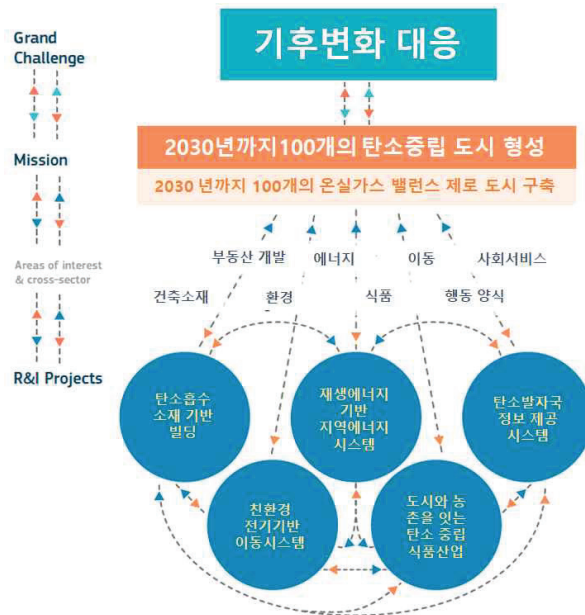 Grand
Challenge
기후변화 대응
Mission
2030년까지100개의 탄소중립 도시 형성
2030 년까지 100개의 온실가스 밸런스 제로 도시 구축
Areas of interest
& cross-sector
부동산 개발 에너지 이동 사회서비스
건축소재 환경 식품 행동 양식
R&I Projects
탄소흡수
소재 기반
빌딩
재생에너지
기반
지역에너지
시스템
탄소발자국
정보 제공
시스템
친환경
전기기반
이동시스템
도시와 농
촌을 잇는
탄소 중립
식품산업